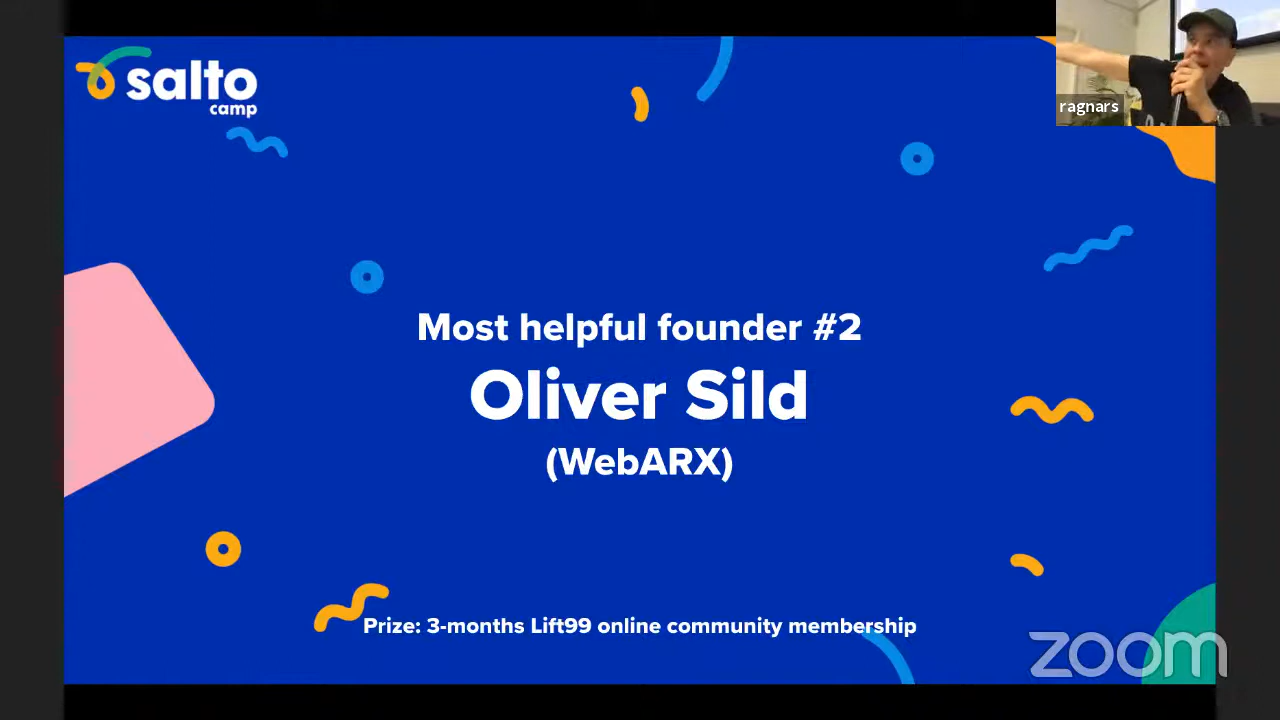 salto
camp
ragnars
Most helpful founder #2
Oliver Sild
(WebARX)
Prize: 3-months Lift99 online community membership
zoom